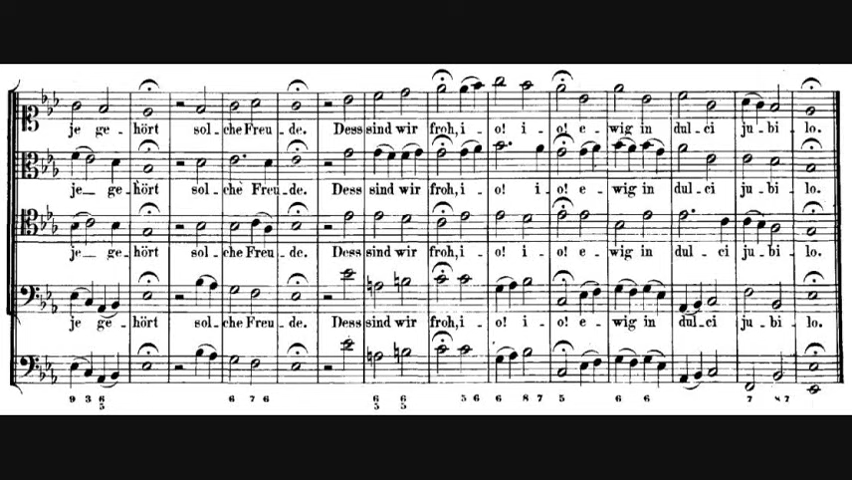 je ge - hört sol - che Freu - de. Dess sind wir froh, i - o! i - o! e - wig in dul - ci ju - bi - lo.
je ge - hört sol - che Freu - de. Dess sind wir froh, i - o! i - o! e - wig in dul - ci ju - bi - lo.
je ge - hört sol - che Freu - de. Dess sind wir froh, i - o! i - o! e - wig in dul - ci ju - bi - lo.
je ge - hört sol - che Freu - de. Dess sind wir froh, i - o! i - o! e - wig in dul - ci ju - bi - lo.
9 3 6 6 7 6 6 6 5 6 6 8 7 5 6 6 7 8 7
5 5 5